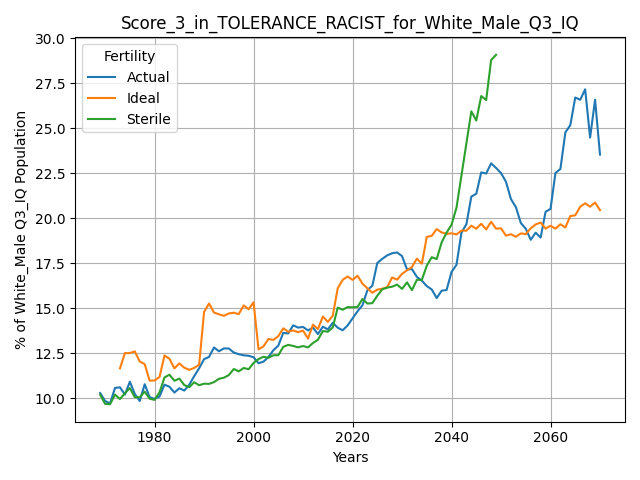 Score_3_in_TOLERANCE_RACIST_for_White_Male_Q3_IQ
Fertility
Actual
Ideal
Sterile
% of White_Male Q3_IQ Population
30.0
27.5
25.0
22.5
20.0
17.5
15.0
12.5
10.0
1980
2000
2020
2040
2060
Years